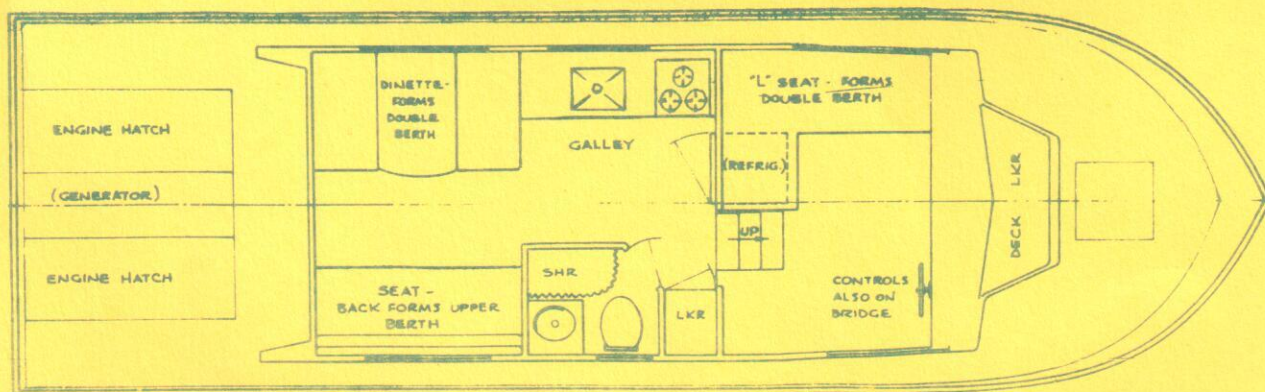 ENGINE HATCH
(GENERATOR)
ENGINE HATCH
DINETTE-
FORMS
DOUBLE
BERTH
GALLEY
"L" SEAT - FORMS
DOUBLE BERTH
(REFRIG.)
UP
SEAT -
BACK FORMS UPPER
BERTH
SHR
LKR
CONTROLS
ALSO ON
BRIDGE
DECK LKR